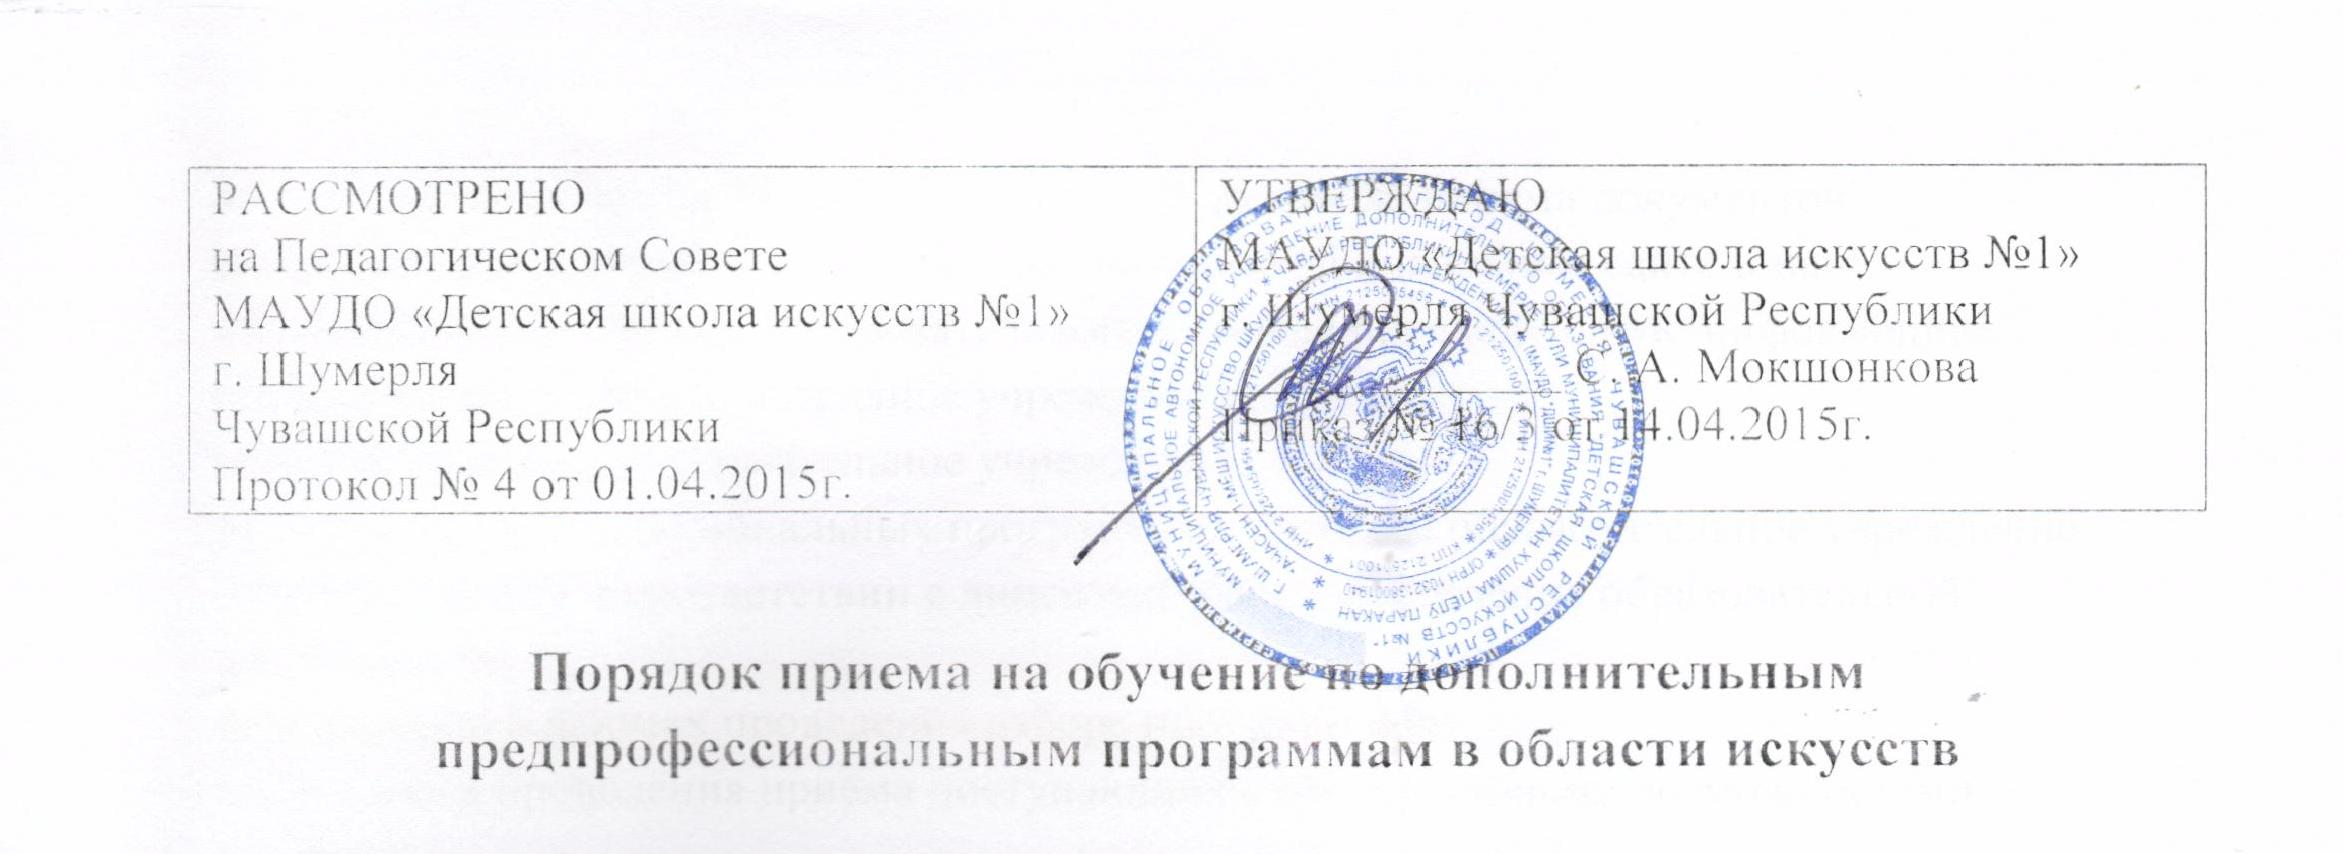 РАССМОТРЕНО
на Педагогическом Совете
МАУДО «Детская школа искусств №1»
г. Шумерля
Чувашской Республики
Протокол № 4 от 01.04.2015г.
УТВЕРЖДАЮ
МАУДО «Детская школа искусств №1»
г. Шумерля Чувашской Республики
С. А. Мокшонкова
Приказ № 16/3 от 14.04.2015г.
Порядок приема на обучение по дополнительным
предпрофессиональным программам в области искусств